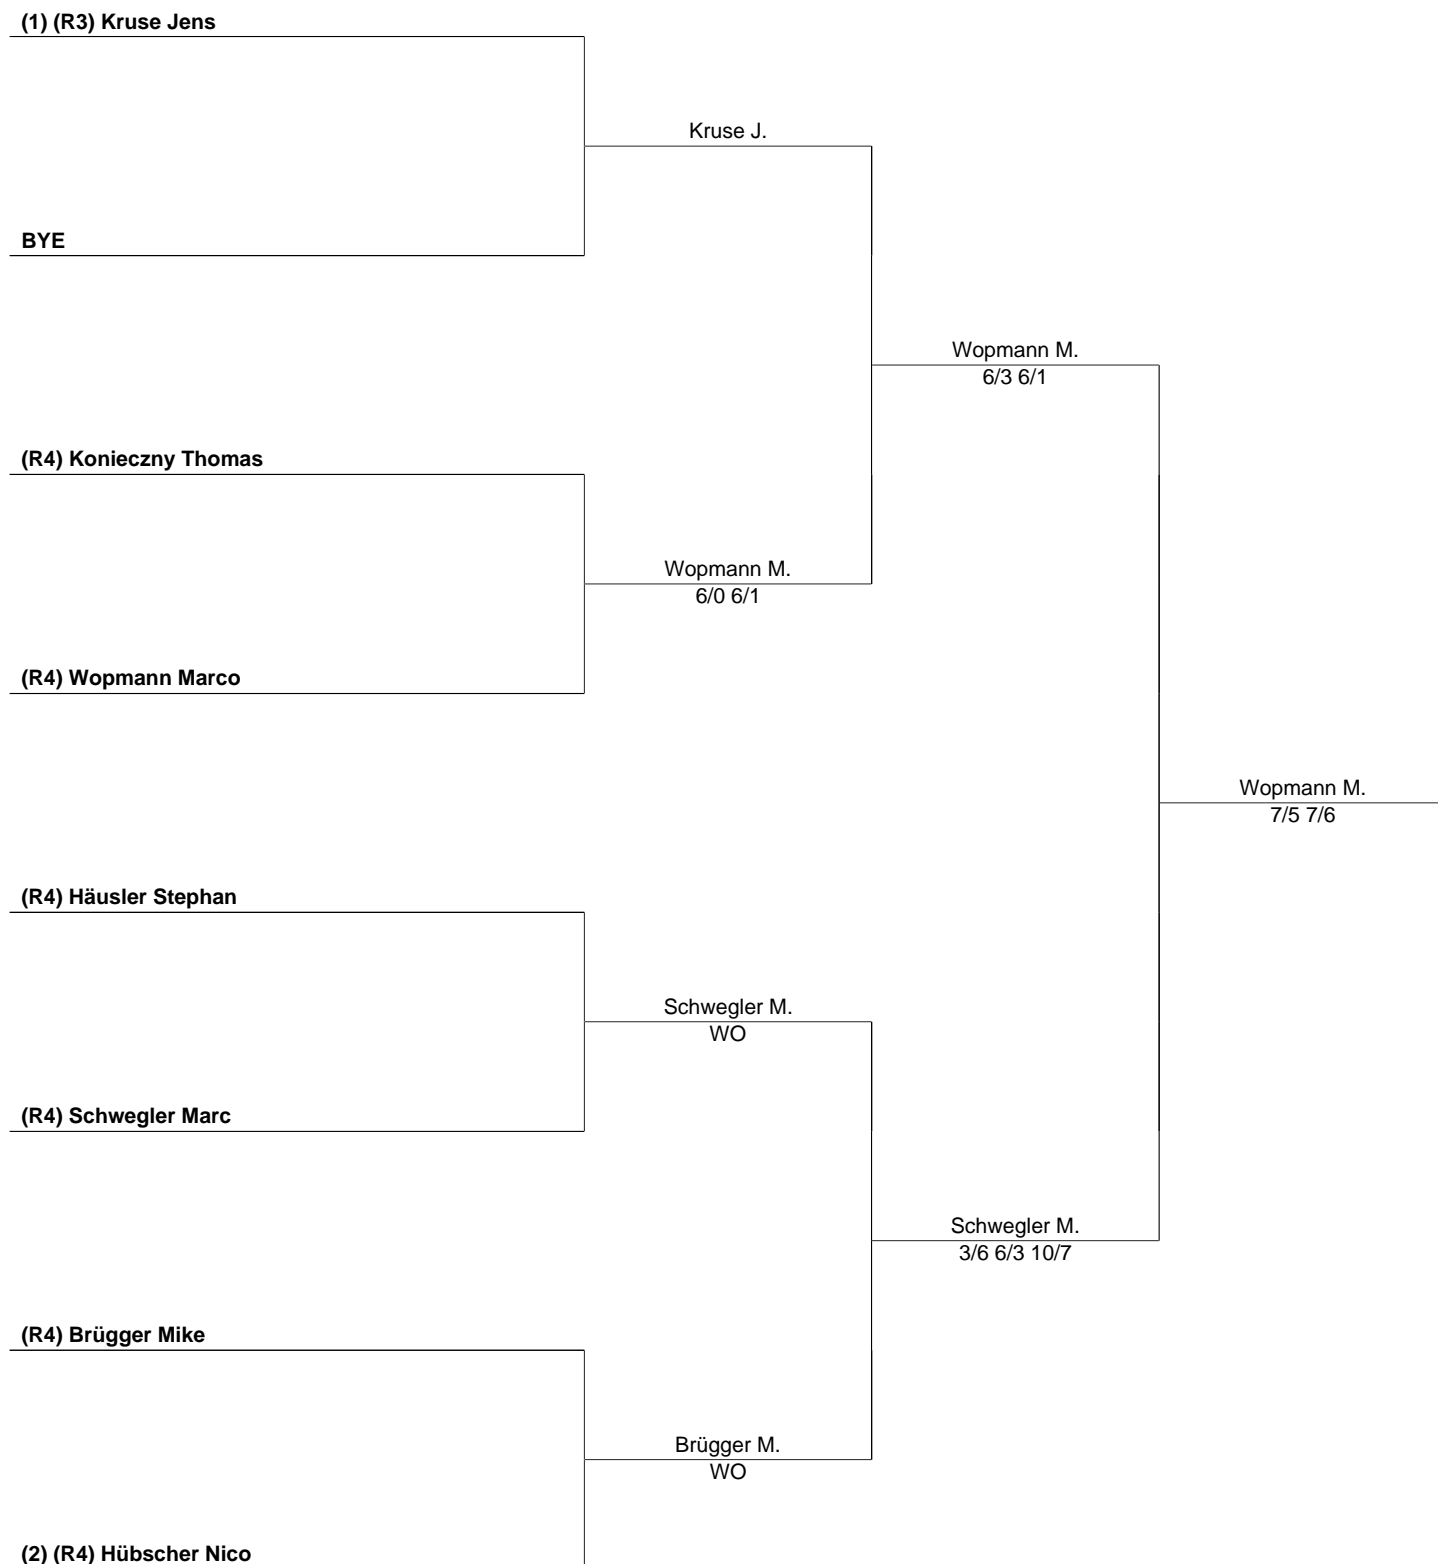 (1) (R3) Kruse Jens
Kruse J.
BYE
Wopmann M.
6/3 6/1
(R4) Konieczny Thomas
Wopmann M.
6/0 6/1
(R4) Wopmann Marco
Wopmann M.
7/5 7/6
(R4) Häusler Stephan
Schwegler M.
WO
(R4) Schwegler Marc
Schwegler M.
3/6 6/3 10/7
(R4) Brügger Mike
Brügger M.
WO
(2) (R4) Hübscher Nico